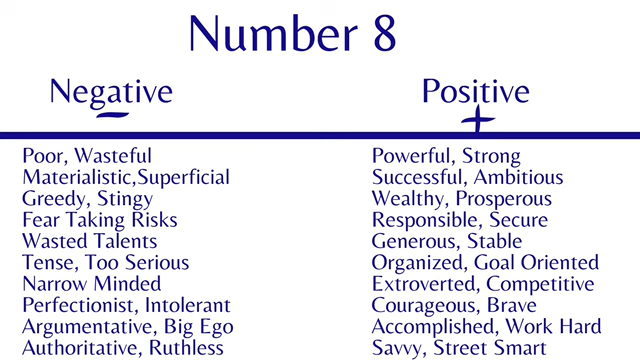 Number 8
Negative
−
Positive
+
Poor, Wasteful
Materialistic,Superficial
Greedy, Stingy
Fear Taking Risks
Wasted Talents
Tense, Too Serious
Narrow Minded
Perfectionist, Intolerant
Argumentative, Big Ego
Authoritative, Ruthless
Powerful, Strong
Successful, Ambitious
Wealthy, Prosperous
Responsible, Secure
Generous, Stable
Organized, Goal Oriented
Extroverted, Competitive
Courageous, Brave
Accomplished, Work Hard
Savvy, Street Smart